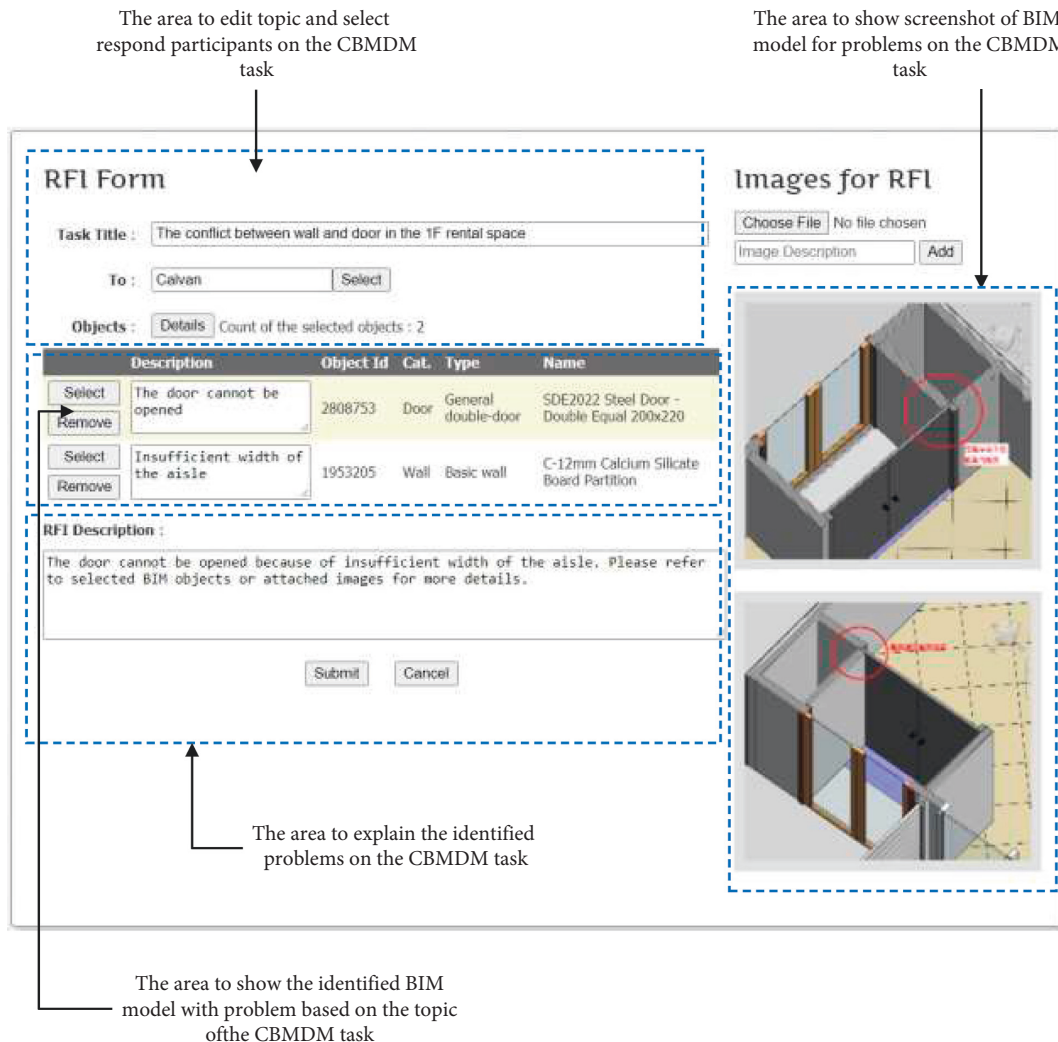 The area to edit topic and select
respond participants on the CBMDM
task
The area to show screenshot of BIM
model for problems on the CBMDM
task
RFI Form
Task Title : The conflict between wall and door in the 1F rental space
To : Calvan Select
Objects : Details Count of the selected objects : 2
Images for RFI
Choose File No file chosen
Image Description Add
Description Object Id Cat. Type Name
Select
Remove
The door cannot be
opened
2808753 Door
General
double-door
SDE2022 Steel Door -
Double Equal 200x220
Select
Remove
Insufficient width of
the aisle
1953205 Wall Basic wall
C-12mm Calcium Silicate
Board Partition
RFI Description :
The door cannot be opened because of insufficient width of the aisle. Please refer
to selected BIM objects or attached images for more details.
Submit Cancel
The area to explain the identified
problems on the CBMDM task
The area to show the identified BIM
model with problem based on the topic
ofthe CBMDM task